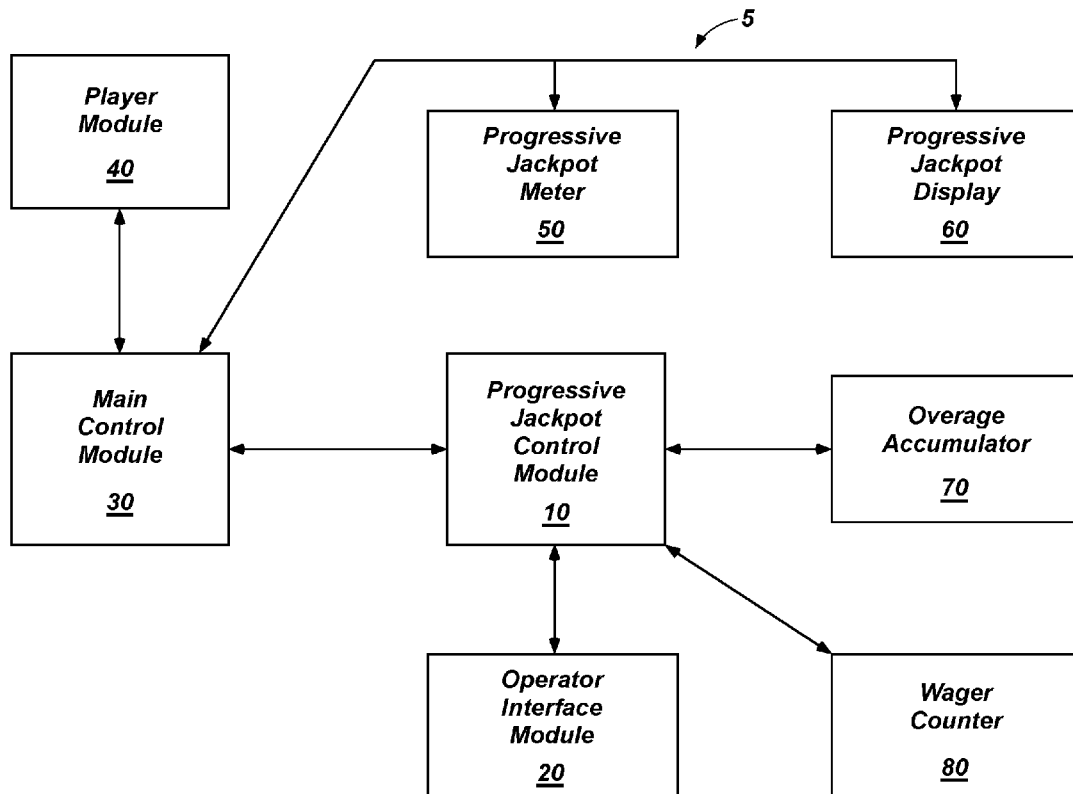 5
Player
Module
40
Progressive
Jackpot
Meter
50
Progressive
Jackpot
Display
60
Main
Control
Module
30
Progressive
Jackpot
Control
Module
10
Overage
Accumulator
70
Operator
Interface
Module
20
Wager
Counter
80